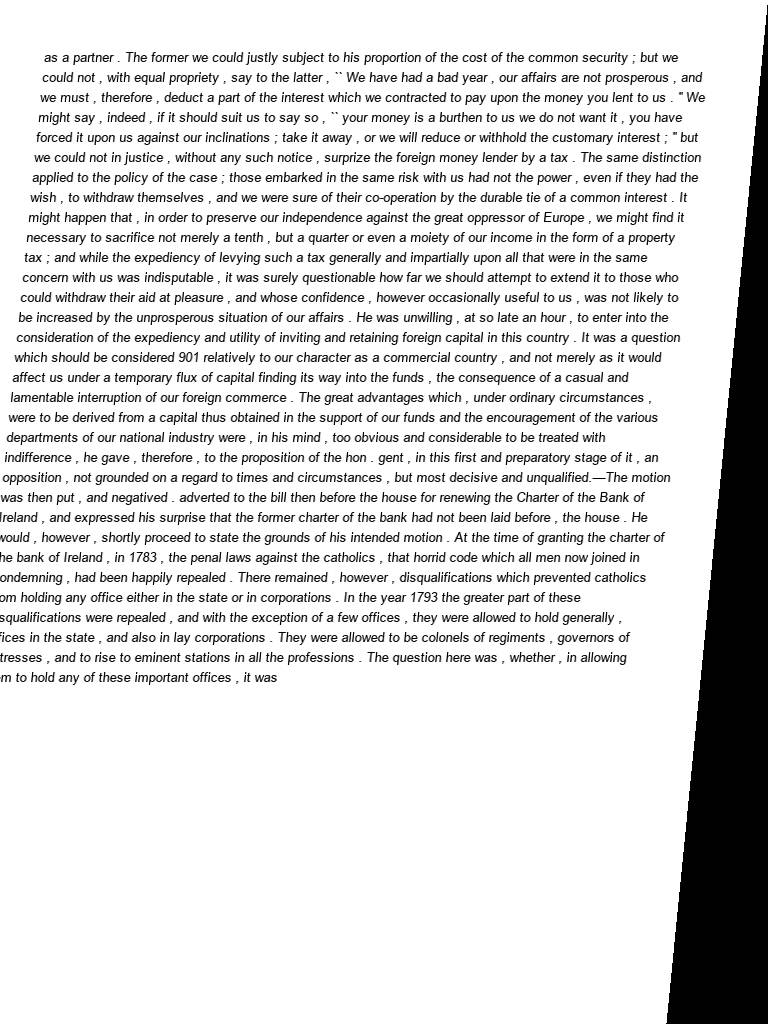 as a partner . The former we could justly subject to his proportion of the cost of the common security ; but we
could not , with equal propriety , say to the latter , `` We have had a bad year , our affairs are not prosperous , and
we must , therefore , deduct a part of the interest which we contracted to pay upon the money you lent to us . '' We
might say , indeed , if it should suit us to say so , `` your money is a burthen to us we do not want it , you have
forced it upon us against our inclinations ; take it away , or we will reduce or withhold the customary interest ; '' but
we could not in justice , without any such notice , surprize the foreign money lender by a tax . The same distinction
applied to the policy of the case ; those embarked in the same risk with us had not the power , even if they had the
wish , to withdraw themselves , and we were sure of their co-operation by the durable tie of a common interest . It
might happen that , in order to preserve our independence against the great oppressor of Europe , we might find it
necessary to sacrifice not merely a tenth , but a quarter or even a moiety of our income in the form of a property
tax ; and while the expediency of levying such a tax generally and impartially upon all that were in the same
concern with us was indisputable , it was surely questionable how far we should attempt to extend it to those who
could withdraw their aid at pleasure , and whose confidence , however occasionally useful to us , was not likely to
be increased by the unprosperous situation of our affairs . He was unwilling , at so late an hour , to enter into the
consideration of the expediency and utility of inviting and retaining foreign capital in this country . It was a question
which should be considered 901 relatively to our character as a commercial country , and not merely as it would
affect us under a temporary flux of capital finding its way into the funds , the consequence of a casual and
lamentable interruption of our foreign commerce . The great advantages which , under ordinary circumstances ,
were to be derived from a capital thus obtained in the support of our funds and the encouragement of the various
departments of our national industry were , in his mind , too obvious and considerable to be treated with
indifference , he gave , therefore , to the proposition of the hon . gent , in this first and preparatory stage of it , an
opposition , not grounded on a regard to times and circumstances , but most decisive and unqualified.—The motion
was then put , and negatived . adverted to the bill then before the house for renewing the Charter of the Bank of
Ireland , and expressed his surprise that the former charter of the bank had not been laid before , the house . He
would , however , shortly proceed to state the grounds of his intended motion . At the time of granting the charter of
he bank of Ireland , in 1783 , the penal laws against the catholics , that horrid code which all men now joined in
ondemning , had been happily repealed . There remained , however , disqualifications which prevented catholics
om holding any office either in the state or in corporations . In the year 1793 the greater part of these
squalifications were repealed , and with the exception of a few offices , they were allowed to hold generally ,
fices in the state , and also in lay corporations . They were allowed to be colonels of regiments , governors of
tresses , and to rise to eminent stations in all the professions . The question here was , whether , in allowing
em to hold any of these important offices , it was